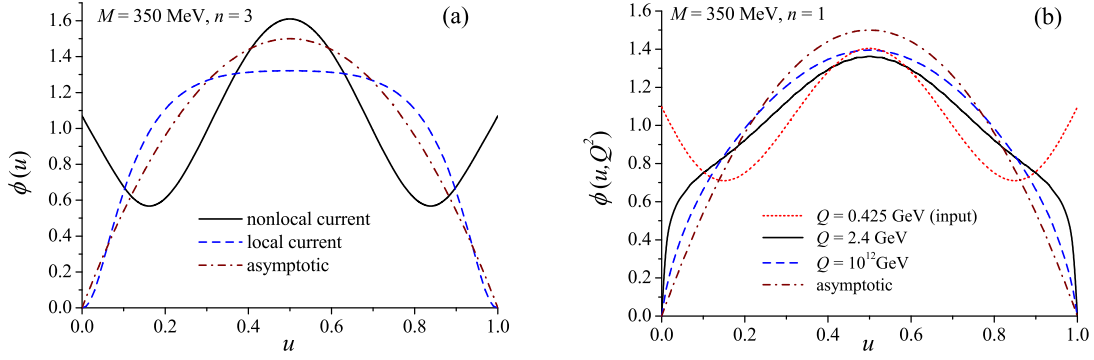 M = 350 MeV, n = 3
(a)
1.6
1.4
1.2
1.0
0.8
0.6
0.4
0.2
0.0
ϕ(u)
nonlocal current
local current
asymptotic
0.0 0.2 0.4 0.6 0.8 1.0
u
M = 350 MeV, n = 1
(b)
1.6
1.4
1.2
1.0
0.8
0.6
0.4
0.2
0.0
ϕ(u,Q²)
Q = 0.425 GeV (input)
Q = 2.4 GeV
Q = 10¹²GeV
asymptotic
0.0 0.2 0.4 0.6 0.8 1.0
u